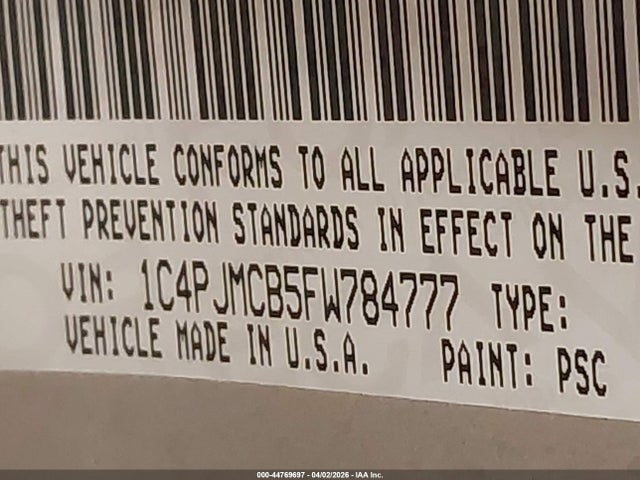 THIS VEHICLE CONFORMS TO ALL APPLICABLE U.S.
THEFT PREVENTION STANDARDS IN EFFECT ON THE
VIN: 1C4PJMCB5FW784777 TYPE:
VEHICLE MADE IN U.S.A. PAINT: PSC
000-44769697 - 04/02/2026 - IAA Inc.